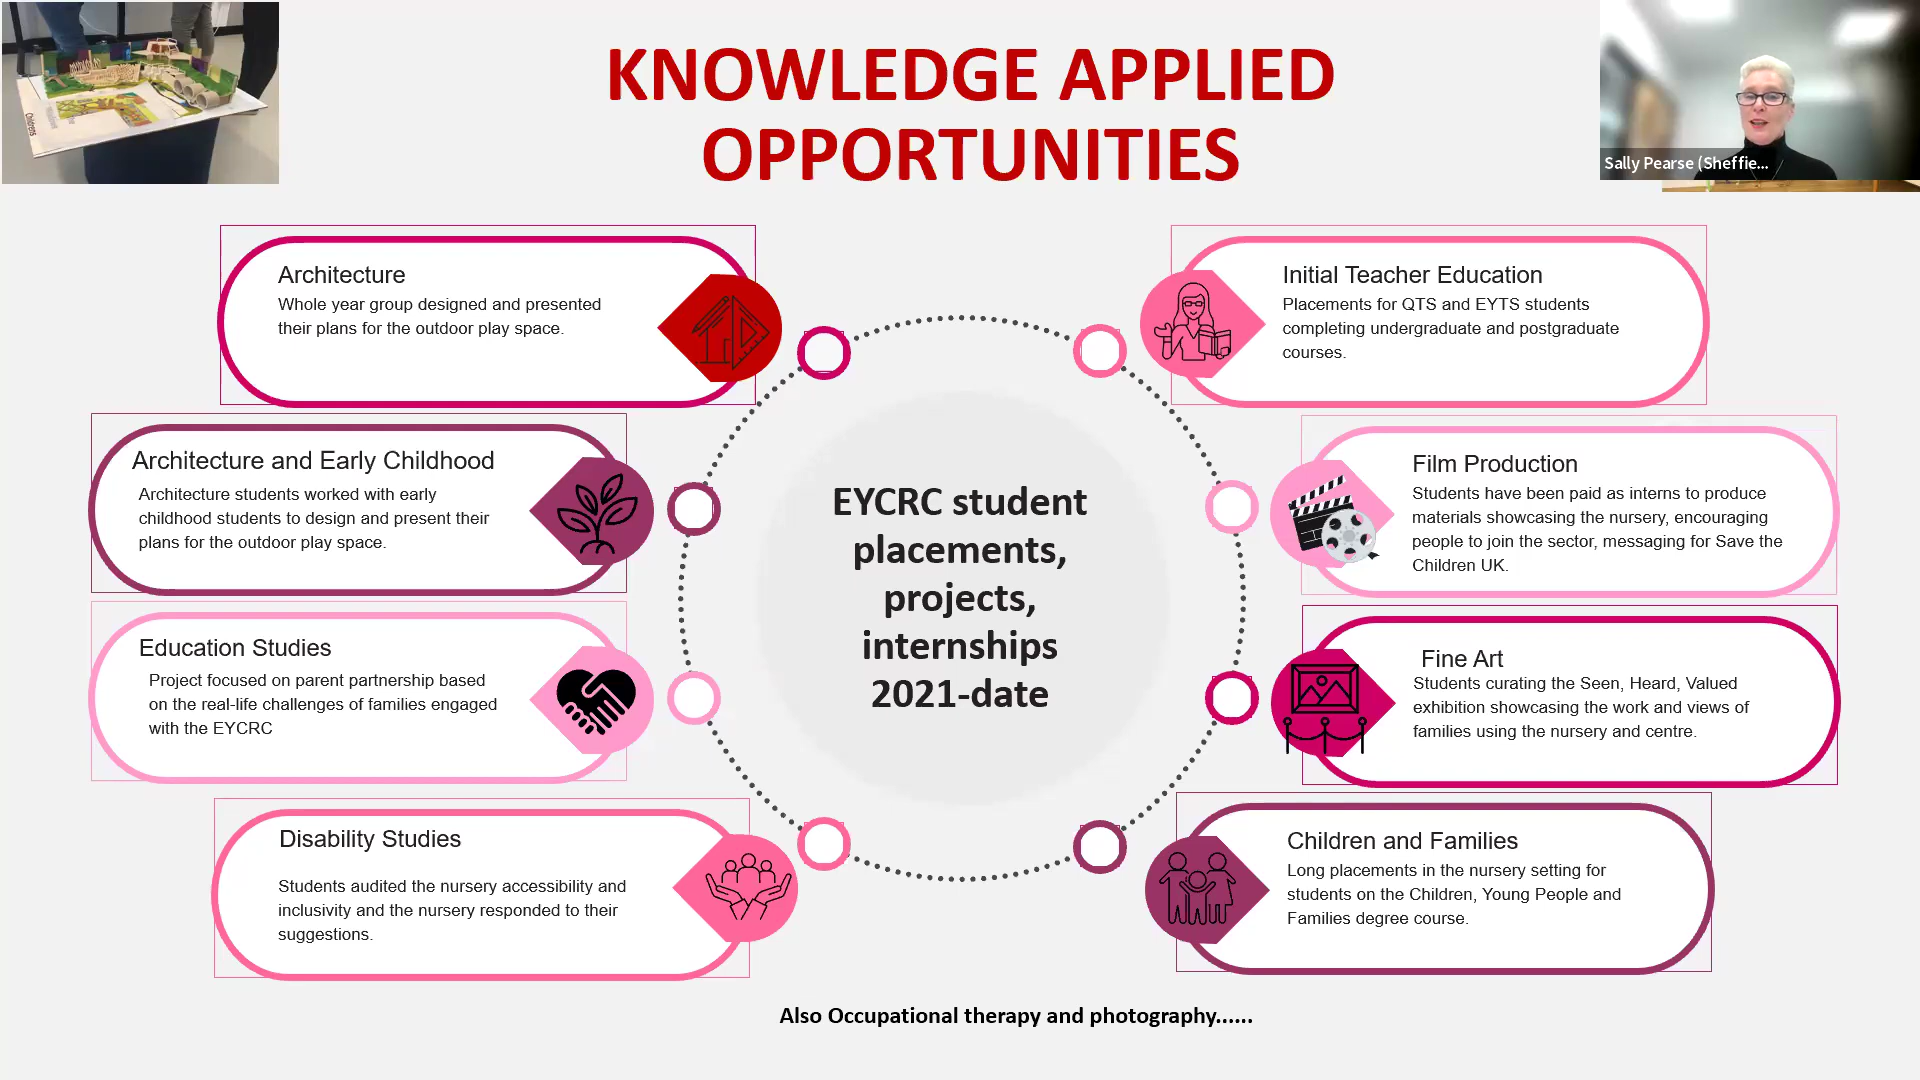 KNOWLEDGE APPLIED
OPPORTUNITIES
Childrens
Sally Pearse (Sheffie...
Architecture
Whole year group designed and presented
their plans for the outdoor play space.
Architecture and Early Childhood
Architecture students worked with early
childhood students to design and present their
plans for the outdoor play space.
Education Studies
Project focused on parent partnership based
on the real-life challenges of families engaged
with the EYCRC
Disability Studies
Students audited the nursery accessibility and
inclusivity and the nursery responded to their
suggestions.
EYCRC student
placements,
projects,
internships
2021-date
Initial Teacher Education
Placements for QTS and EYTS students
completing undergraduate and postgraduate
courses.
Film Production
Students have been paid as interns to produce
materials showcasing the nursery, encouraging
people to join the sector, messaging for Save the
Children UK.
Fine Art
Students curating the Seen, Heard, Valued
exhibition showcasing the work and views of
families using the nursery and centre.
Children and Families
Long placements in the nursery setting for
students on the Children, Young People and
Families degree course.
Also Occupational therapy and photography......